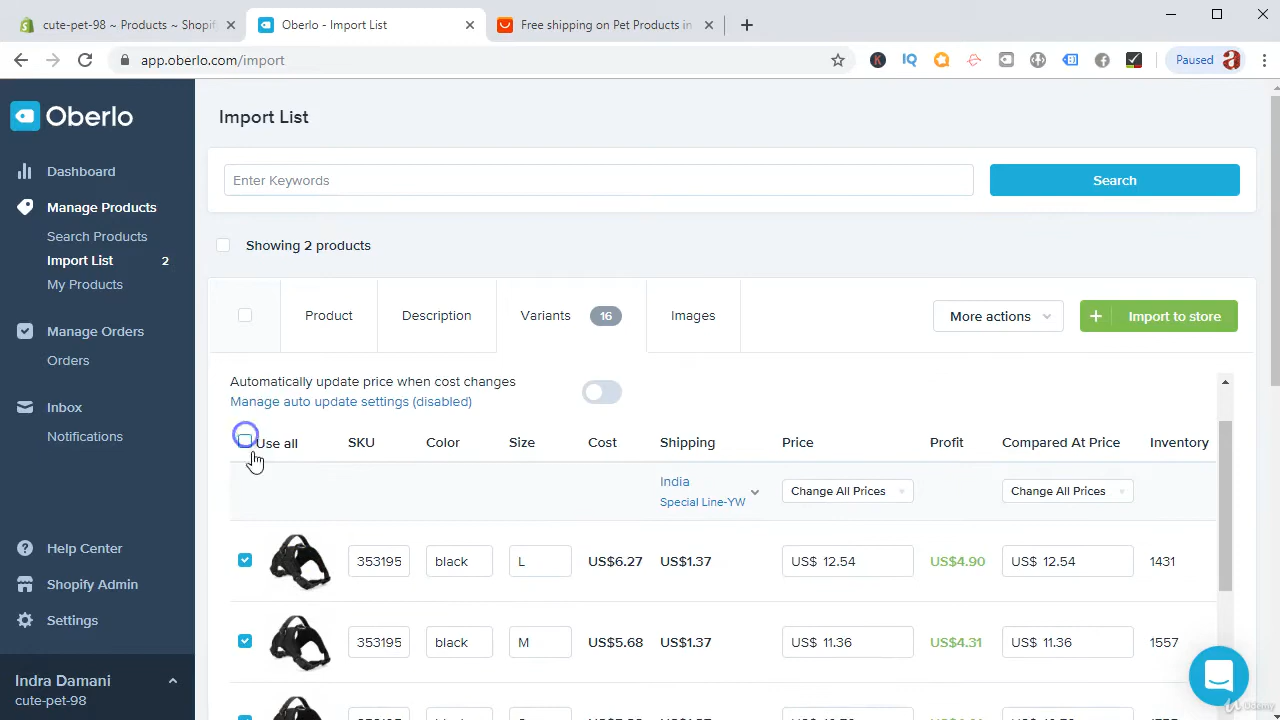 cute-pet-98 ~ Products ~ Shopif
Oberlo - Import List
Free shipping on Pet Products in
app.oberlo.com/import
K
IQ
Paused
Oberlo
Dashboard
Manage Products
Search Products
Import List 2
My Products
Manage Orders
Orders
Inbox
Notifications
Help Center
Shopify Admin
Settings
Indra Damani
cute-pet-98
Import List
Enter Keywords
Search
Showing 2 products
Product
Description
Variants 16
Images
More actions
Import to store
Automatically update price when cost changes
Manage auto update settings (disabled)
Use all SKU Color Size Cost Shipping Price Profit Compared At Price Inventory
India
Special Line-YW
Change All Prices
Change All Prices
353195 black L US$6.27 US$1.37 US$ 12.54 US$4.90 US$ 12.54 1431
353195 black M US$5.68 US$1.37 US$ 11.36 US$4.31 US$ 11.36 1557
Udemy